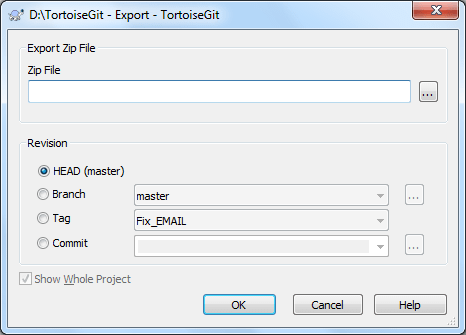 D:\TortoiseGit - Export - TortoiseGit
Export Zip File
Zip File
...
Revision
HEAD (master)
Branch master ...
Tag Fix_EMAIL
Commit ...
Show Whole Project
OK Cancel Help